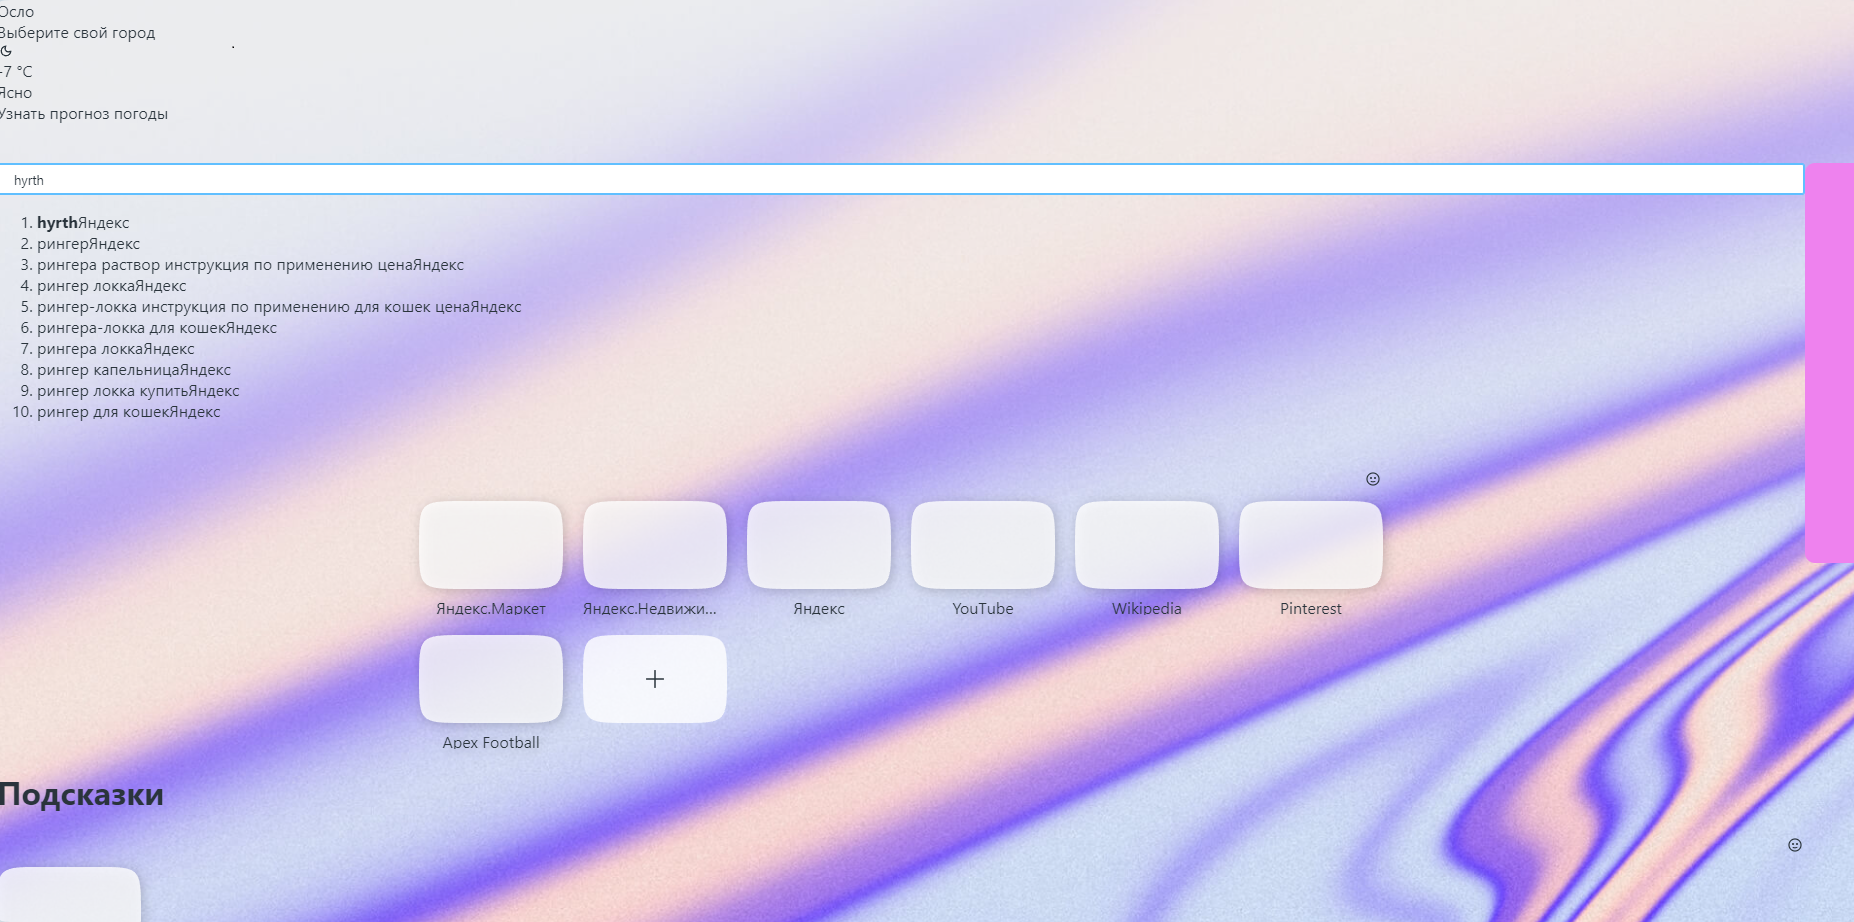 Осло
Выберите свой город
-7 °C
Ясно
Узнать прогноз погоды
hyrth
1. hyrthЯндекс
2. рингерЯндекс
3. рингера раствор инструкция по применению ценаЯндекс
4. рингер локкаЯндекс
5. рингер-локка инструкция по применению для кошек ценаЯндекс
6. рингера-локка для кошекЯндекс
7. рингера локкаЯндекс
8. рингер капельницаЯндекс
9. рингер локка купитьЯндекс
10. рингер для кошекЯндекс
Яндекс.Маркет Яндекс.Недвижи... Яндекс YouTube Wikipedia Pinterest
Apex Football
Подсказки